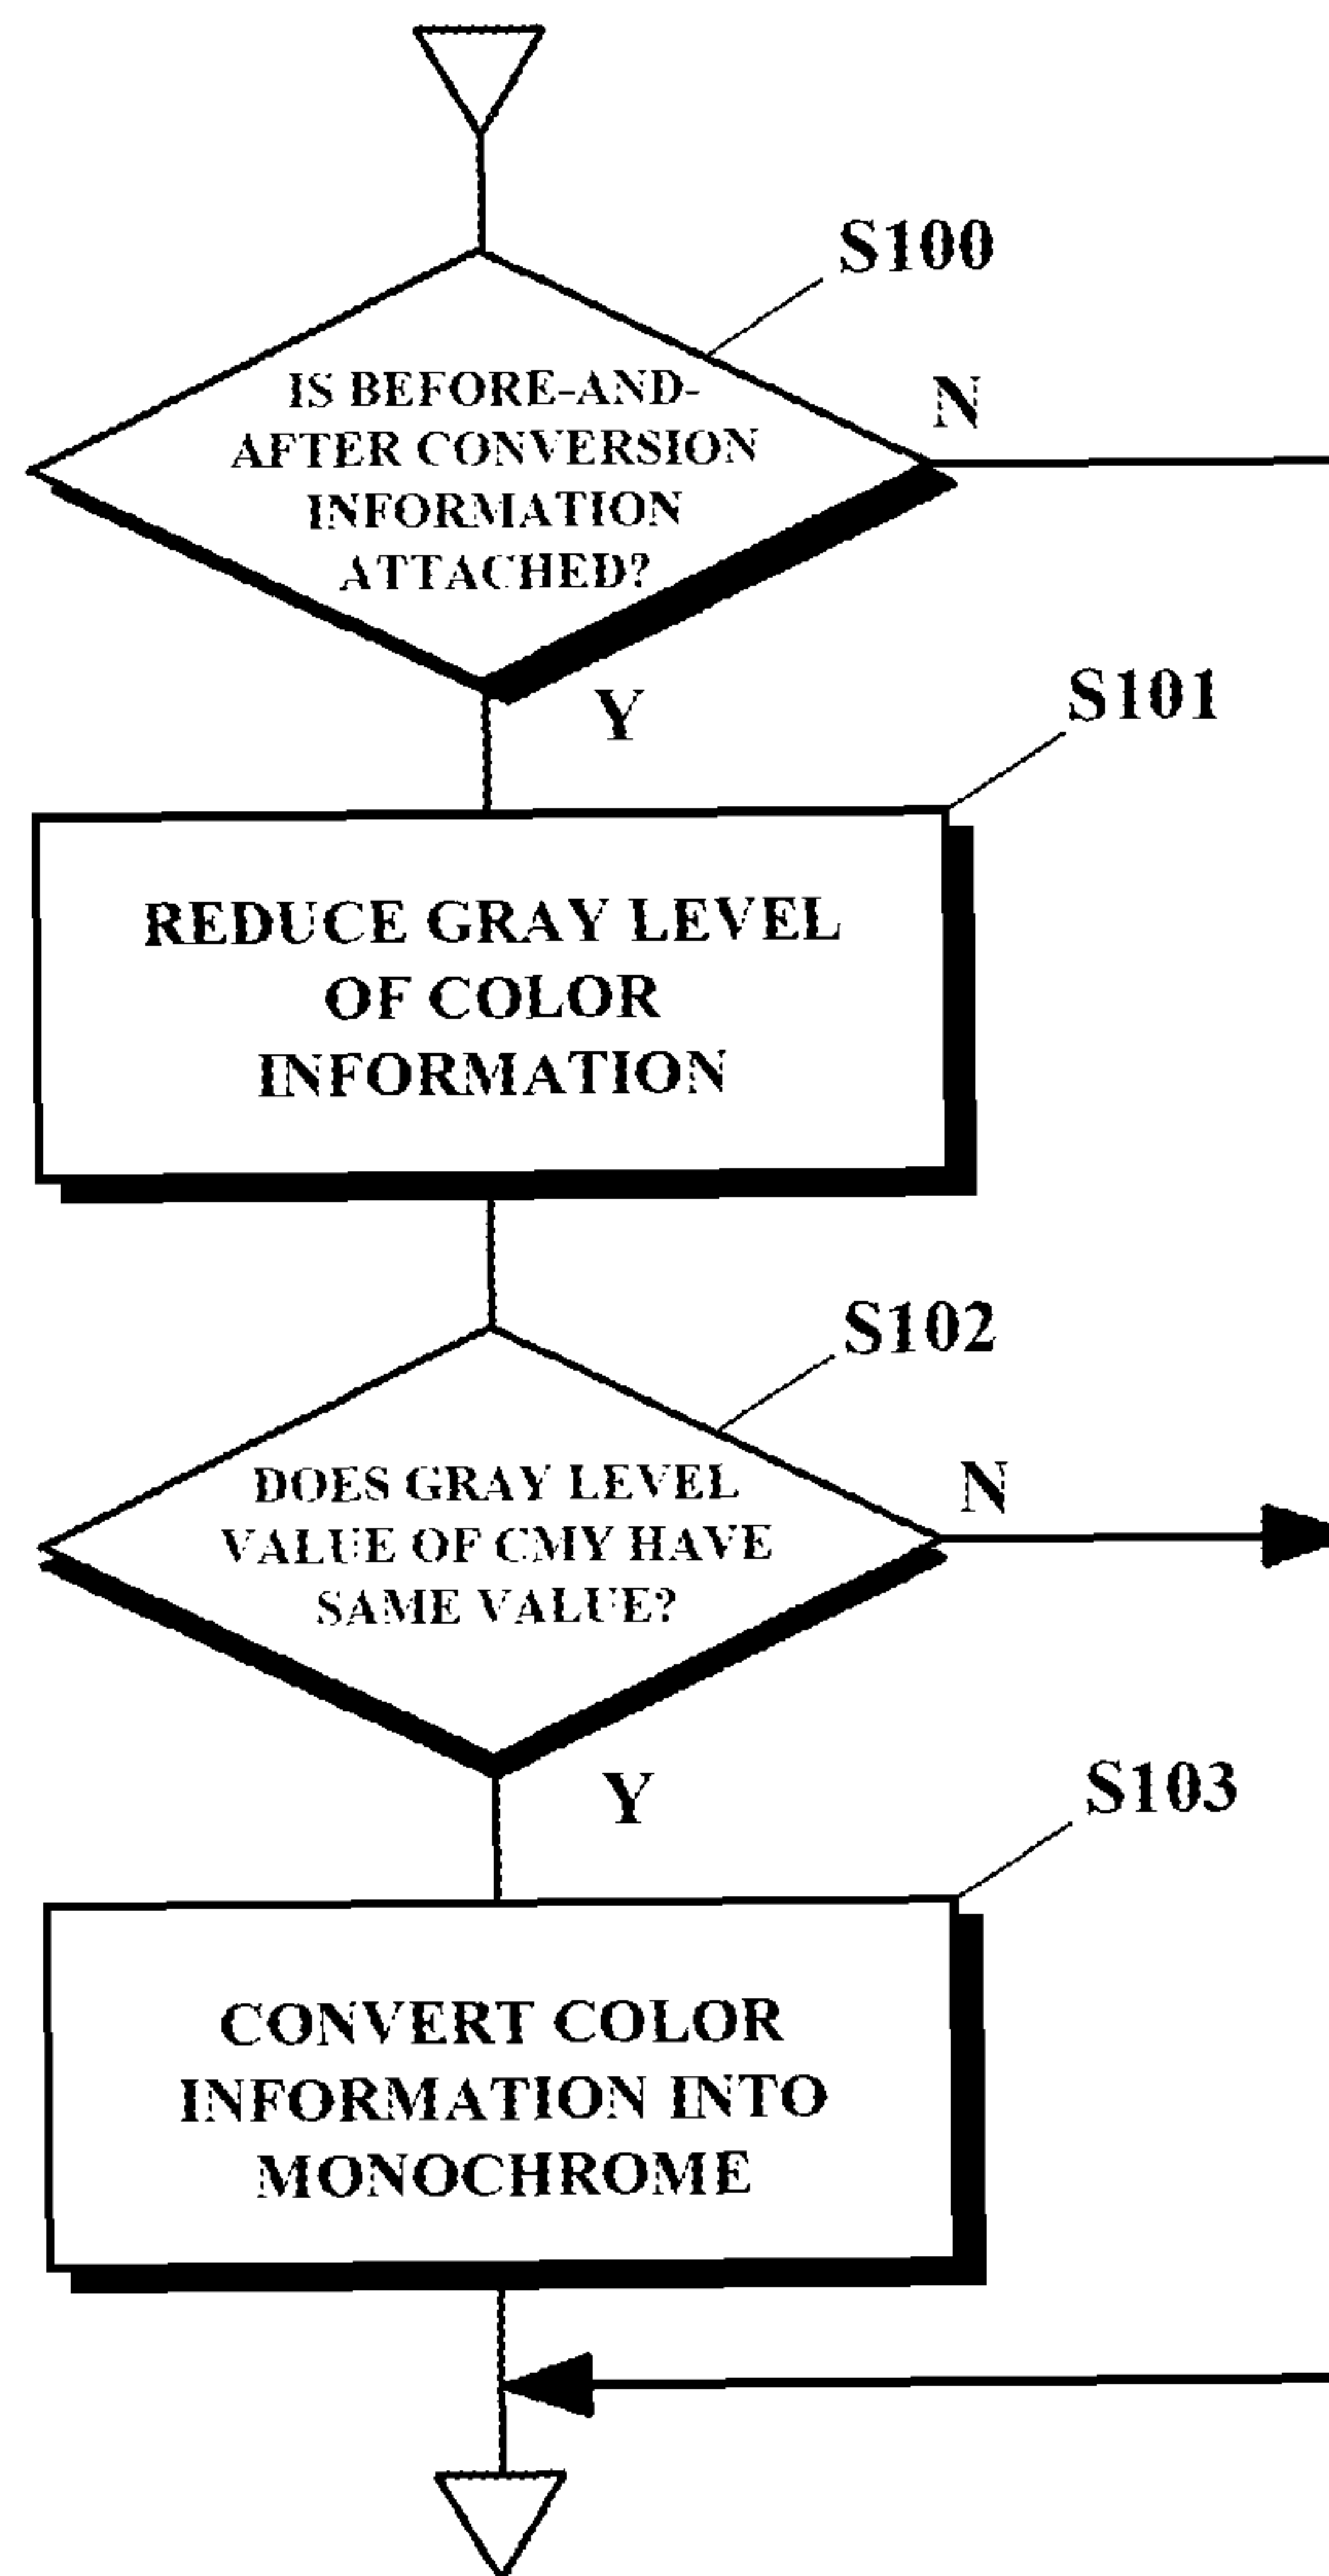 S100
IS BEFORE-AND-
AFTER CONVERSION
INFORMATION
ATTACHED?
N
Y
S101
REDUCE GRAY LEVEL
OF COLOR
INFORMATION
S102
DOES GRAY LEVEL
VALUE OF CMY HAVE
SAME VALUE?
N
Y
S103
CONVERT COLOR
INFORMATION INTO
MONOCHROME